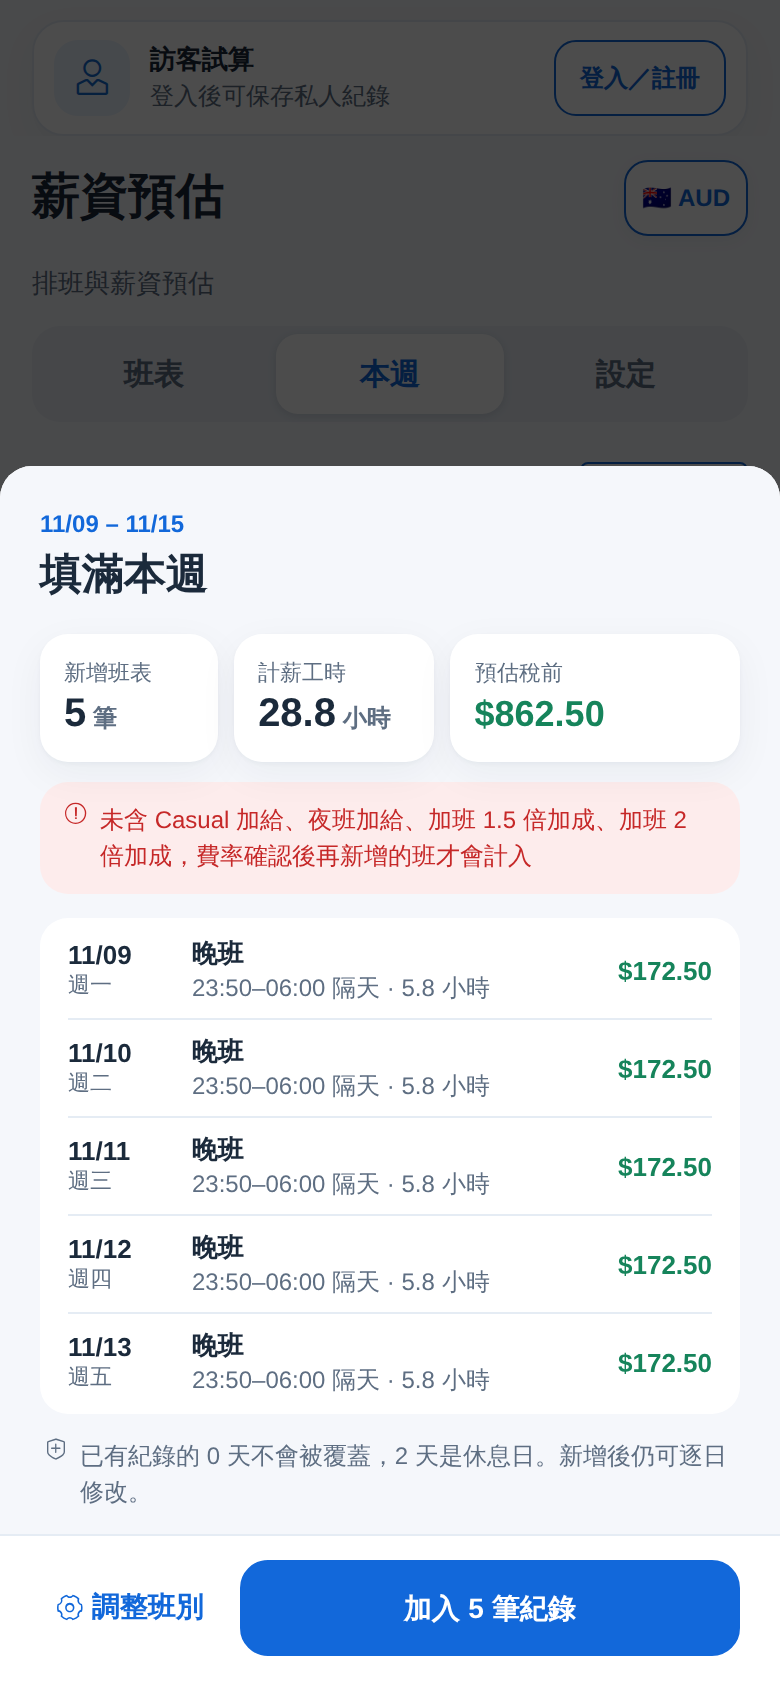 訪客試算
登入後可保存私人紀錄
登入／註冊
薪資預估
🇦🇺 AUD
排班與薪資預估
班表
本週
設定
11/09 – 11/15
填滿本週
新增班表
5 筆
計薪工時
28.8 小時
預估稅前
$862.50
未含 Casual 加給、夜班加給、加班 1.5 倍加成、加班 2
倍加成，費率確認後再新增的班才會計入
11/09
週一
晚班
23:50–06:00 隔天 · 5.8 小時
$172.50
11/10
週二
晚班
23:50–06:00 隔天 · 5.8 小時
$172.50
11/11
週三
晚班
23:50–06:00 隔天 · 5.8 小時
$172.50
11/12
週四
晚班
23:50–06:00 隔天 · 5.8 小時
$172.50
11/13
週五
晚班
23:50–06:00 隔天 · 5.8 小時
$172.50
已有紀錄的 0 天不會被覆蓋，2 天是休息日。新增後仍可逐日
修改。
調整班別
加入 5 筆紀錄